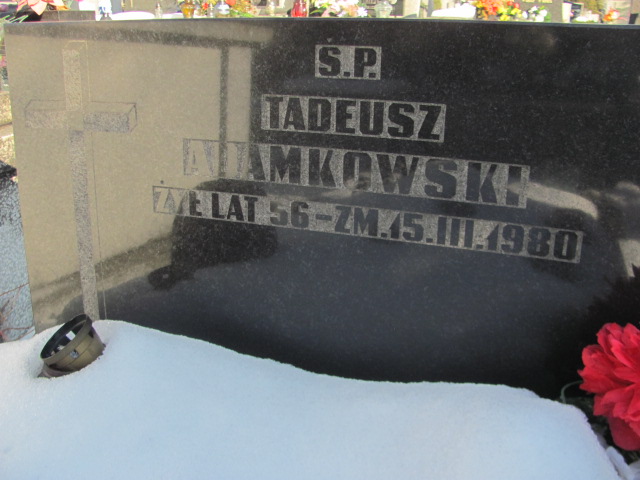 Ś.P.
TADEUSZ
ADAMKOWSKI
ŻYŁ LAT 56-ZM.15.III.1980